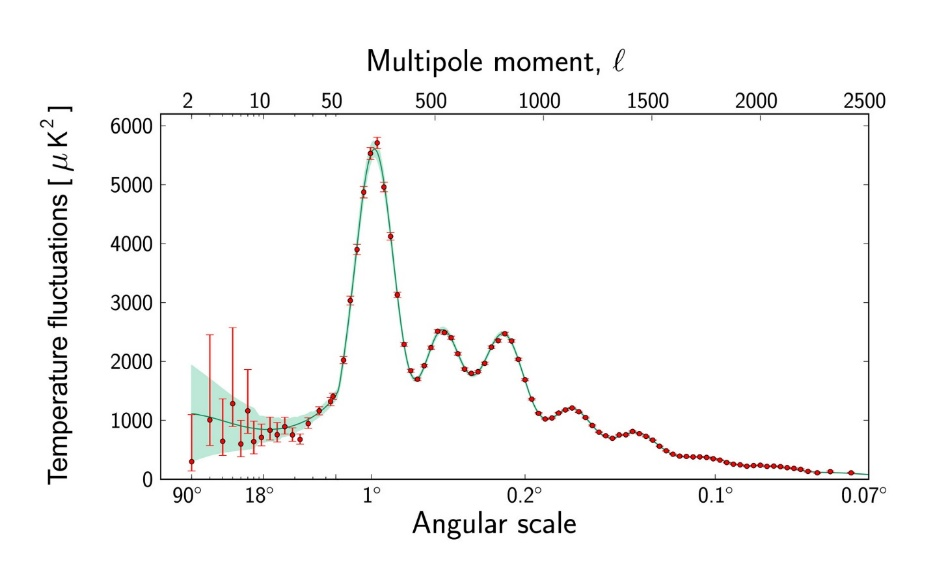 Multipole moment, ℓ
2 10 50 500 1000 1500 2000 2500
Temperature fluctuations [ μ K² ]
6000
5000
4000
3000
2000
1000
0
90° 18° 1° 0.2° 0.1° 0.07°
Angular scale